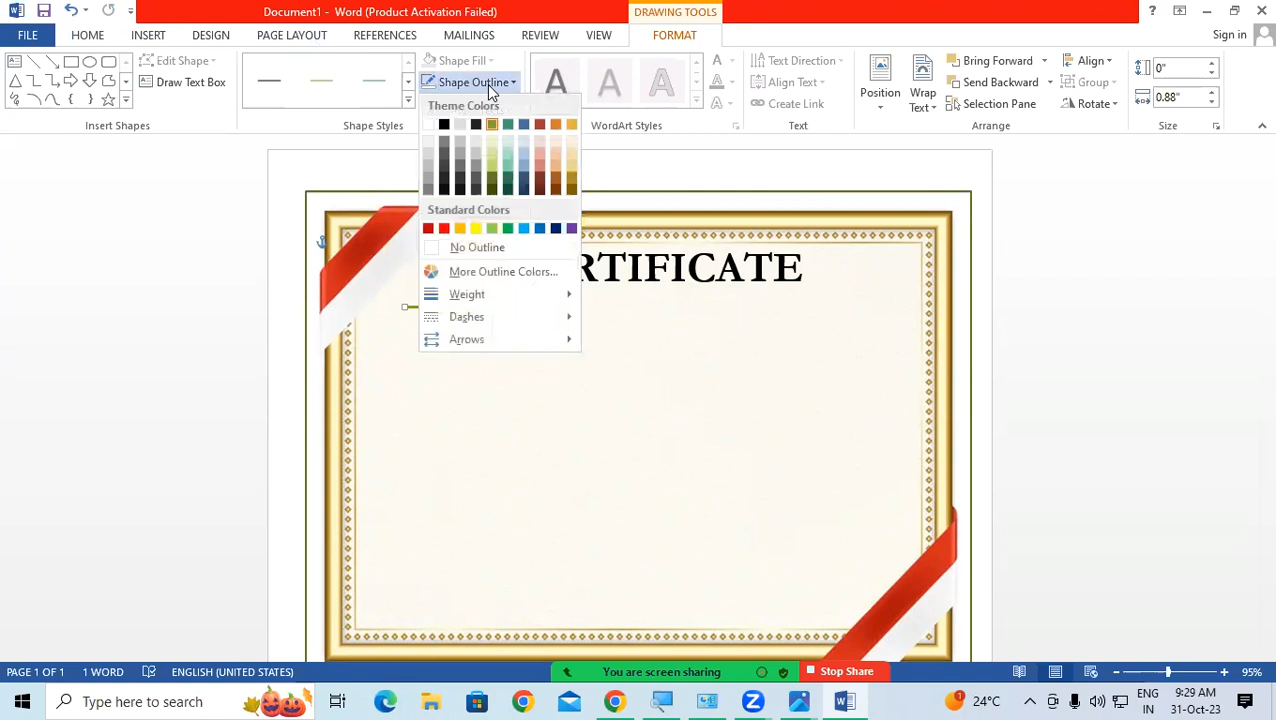 Document1 - Word (Product Activation Failed)
DRAWING TOOLS
FILE HOME INSERT DESIGN PAGE LAYOUT REFERENCES MAILINGS REVIEW VIEW FORMAT Sign in
Edit Shape
Draw Text Box
Insert Shapes
Shape Fill
Shape Outline
Shape Styles
WordArt Styles
Text Direction
Align Text
Create Link
Text
Position
Wrap
Text
Bring Forward
Send Backward
Selection Pane
Align
Group
Rotate
Arrange
0"
0.88"
Size
Theme Colors
Standard Colors
No Outline
More Outline Colors...
Weight
Dashes
Arrows
RTIFICATE
PAGE 1 OF 1 1 WORD ENGLISH (UNITED STATES) You are screen sharing Stop Share 95%
Type here to search
24°C
ENG
IN
9:29 AM
31-Oct-23